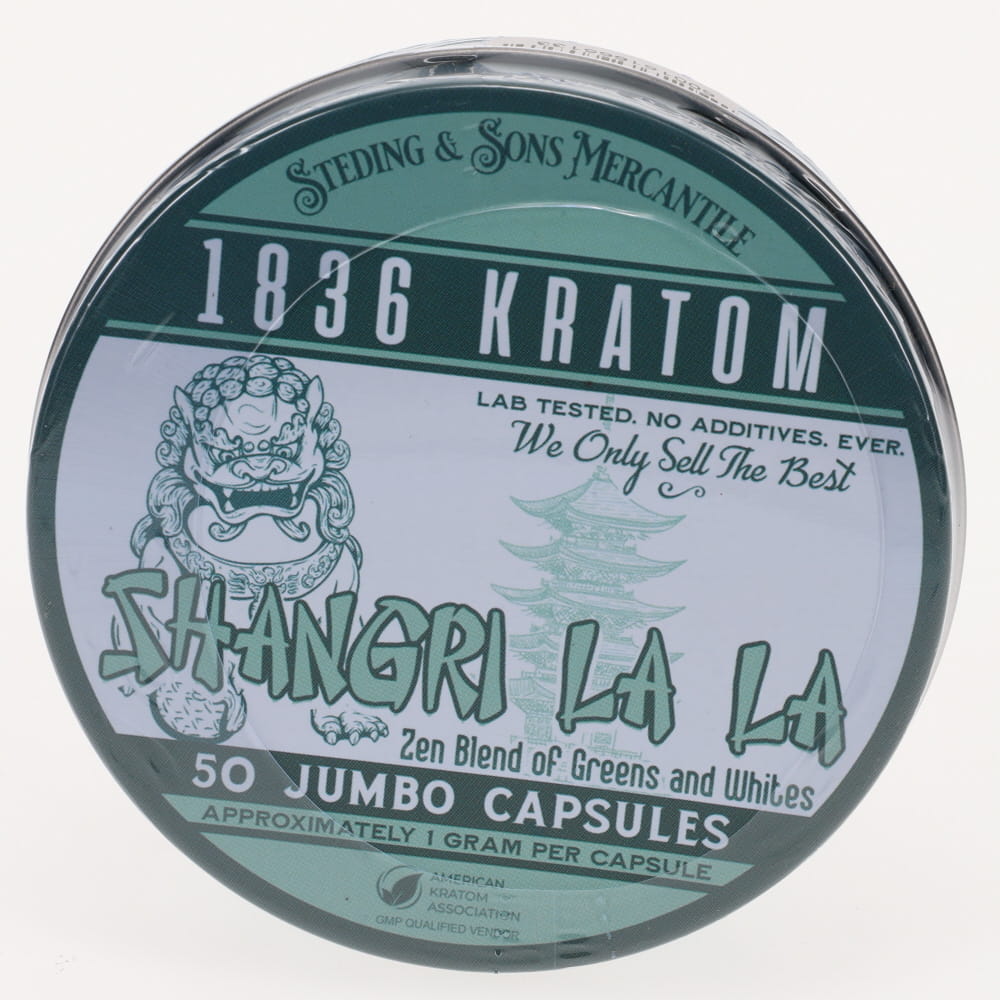 STEDING & SONS MERCANTILE
1836 KRATOM
LAB TESTED. NO ADDITIVES. EVER.
We Only Sell The Best
SHANGRI LA LA
Zen Blend of Greens and Whites
50 JUMBO CAPSULES
APPROXIMATELY 1 GRAM PER CAPSULE
AMERICAN
KRATOM
ASSOCIATION
GMP QUALIFIED VENDOR